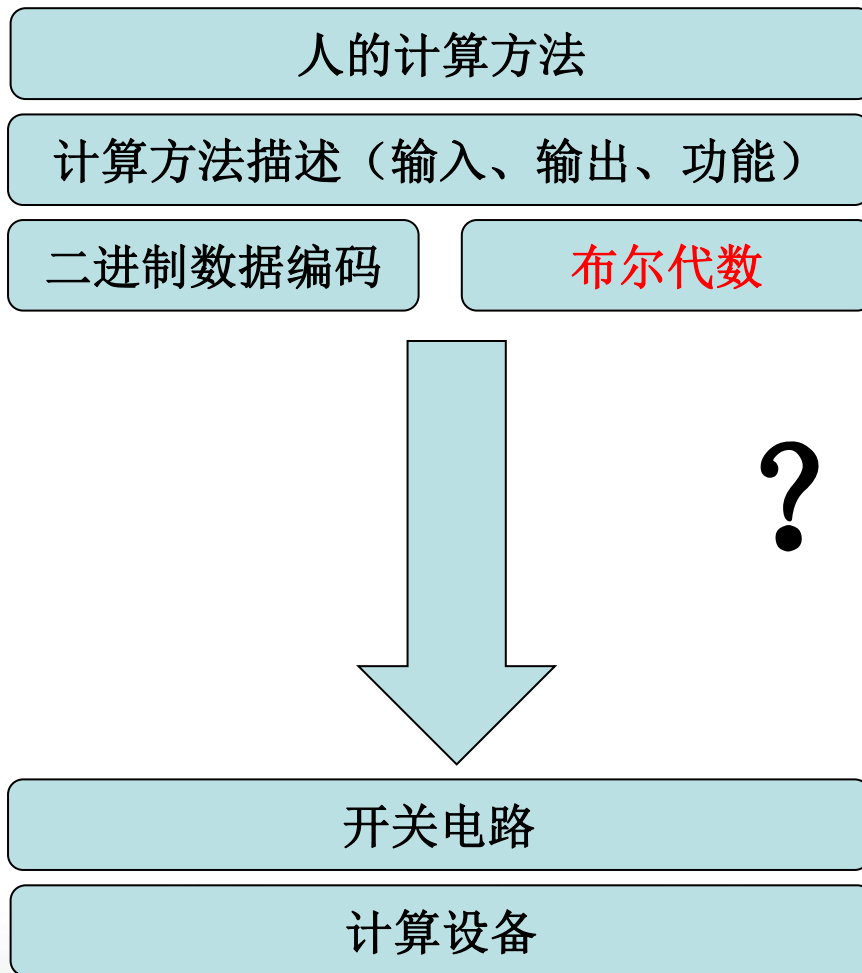 人的计算方法
计算方法描述（输入、输出、功能）
二进制数据编码
布尔代数
？
开关电路
计算设备